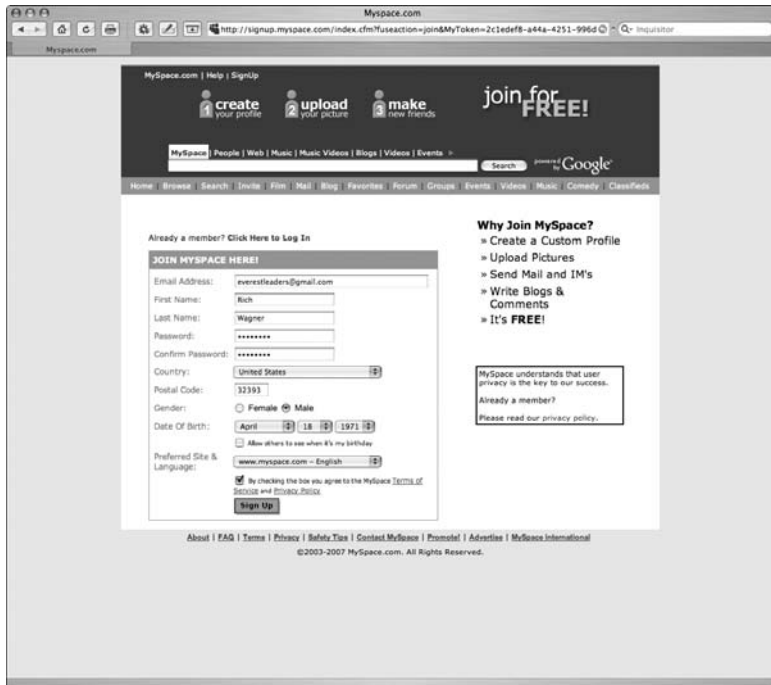 Myspace.com
http://signup.myspace.com/index.cfm?fuseaction=join&MyToken=2c1edef8-a44a-4251-996d
Inquisitor
Myspace.com
MySpace.com | Help | SignUp
1 create your profile
2 upload your picture
3 make new friends
join for FREE!
MySpace | People | Web | Music | Music Videos | Blogs | Videos | Events »
Search powered by Google
Home | Browse | Search | Invite | Film | Mail | Blog | Favorites | Forum | Groups | Events | Videos | Music | Comedy | Classifieds
Already a member? Click Here to Log In
JOIN MYSPACE HERE!
Email Address: everestleaders@gmail.com
First Name: Rich
Last Name: Wagner
Password: ••••••••
Confirm Password: ••••••••
Country: United States
Postal Code: 32393
Gender: Female Male
Date Of Birth: April 18 1971
Allow others to see when it's my birthday
Preferred Site & Language: www.myspace.com – English
By checking the box you agree to the MySpace Terms of
Service and Privacy Policy
Sign Up
Why Join MySpace?
» Create a Custom Profile
» Upload Pictures
» Send Mail and IM's
» Write Blogs &
Comments
» It's FREE!
MySpace understands that user
privacy is the key to our success.
Already a member?
Please read our privacy policy.
About | FAQ | Terms | Privacy | Safety Tips | Contact MySpace | Promote! | Advertise | MySpace International
©2003-2007 MySpace.com. All Rights Reserved.